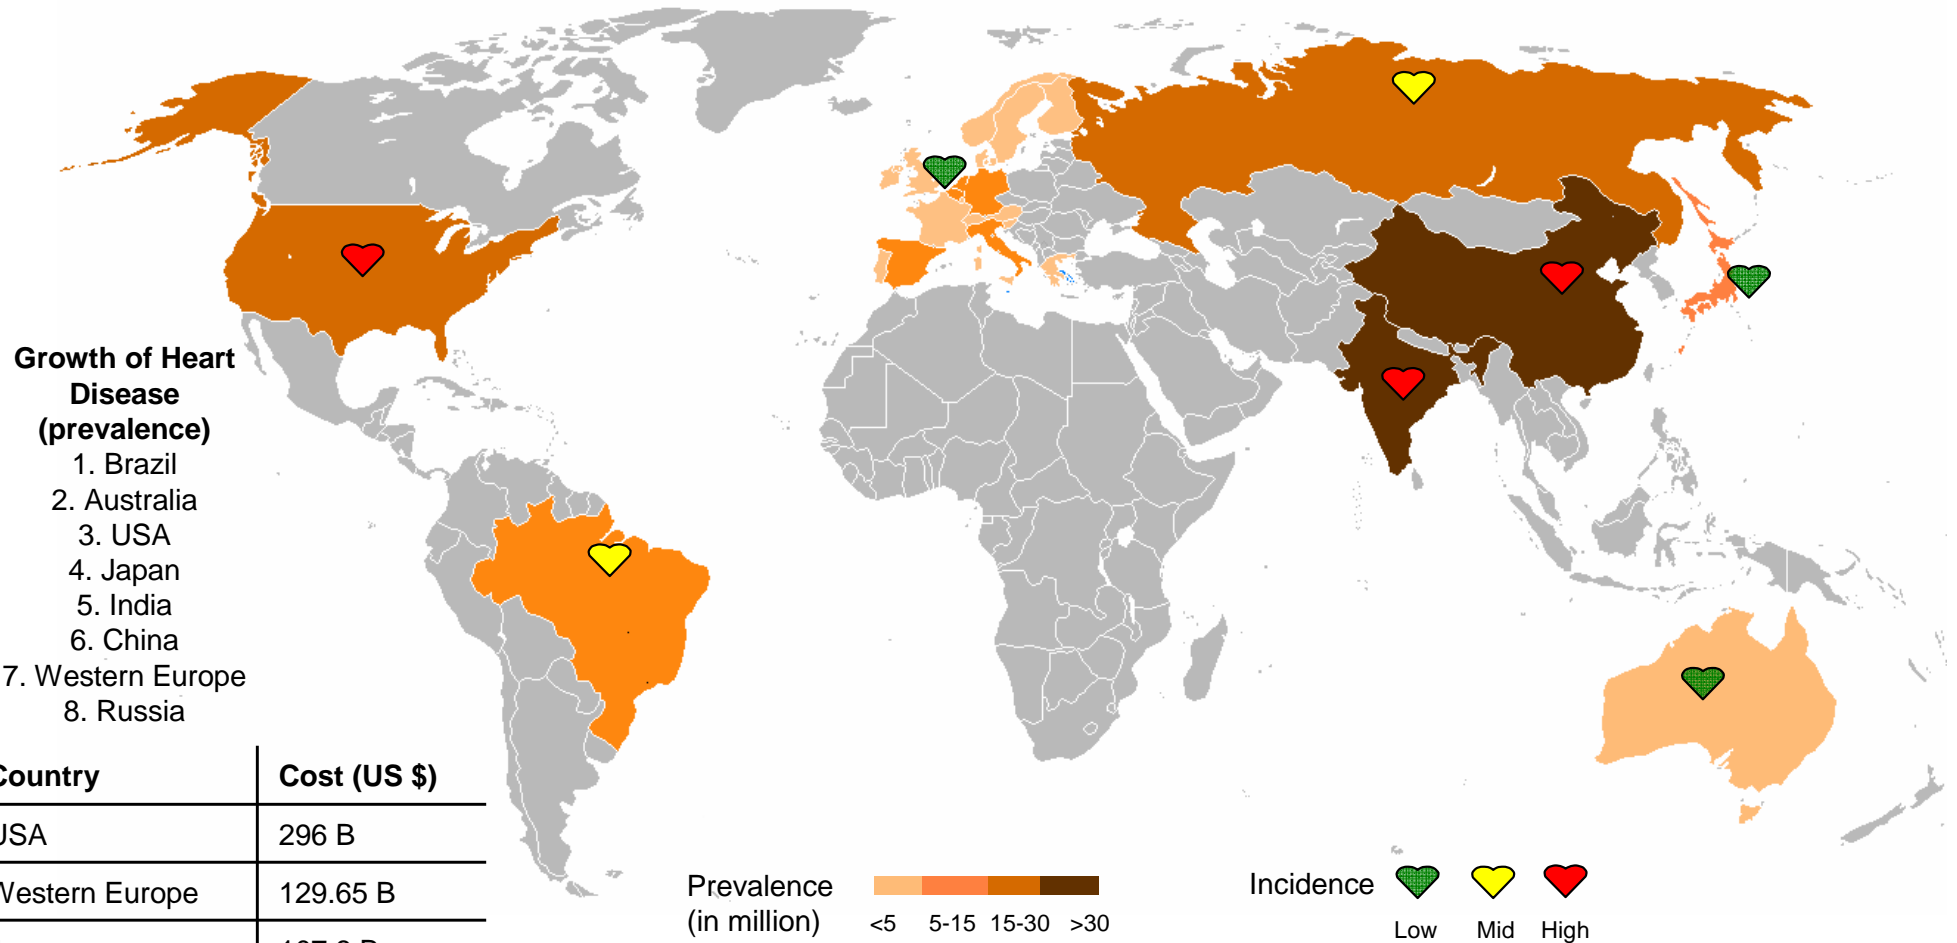 Growth of Heart
Disease
(prevalence)
1. Brazil
2. Australia
3. USA
4. Japan
5. India
6. China
7. Western Europe
8. Russia
Country
Cost (US $)
USA
296 B
Western Europe
129.65 B
Prevalence
(in million)
<5 5-15 15-30 >30
Incidence
Low Mid High